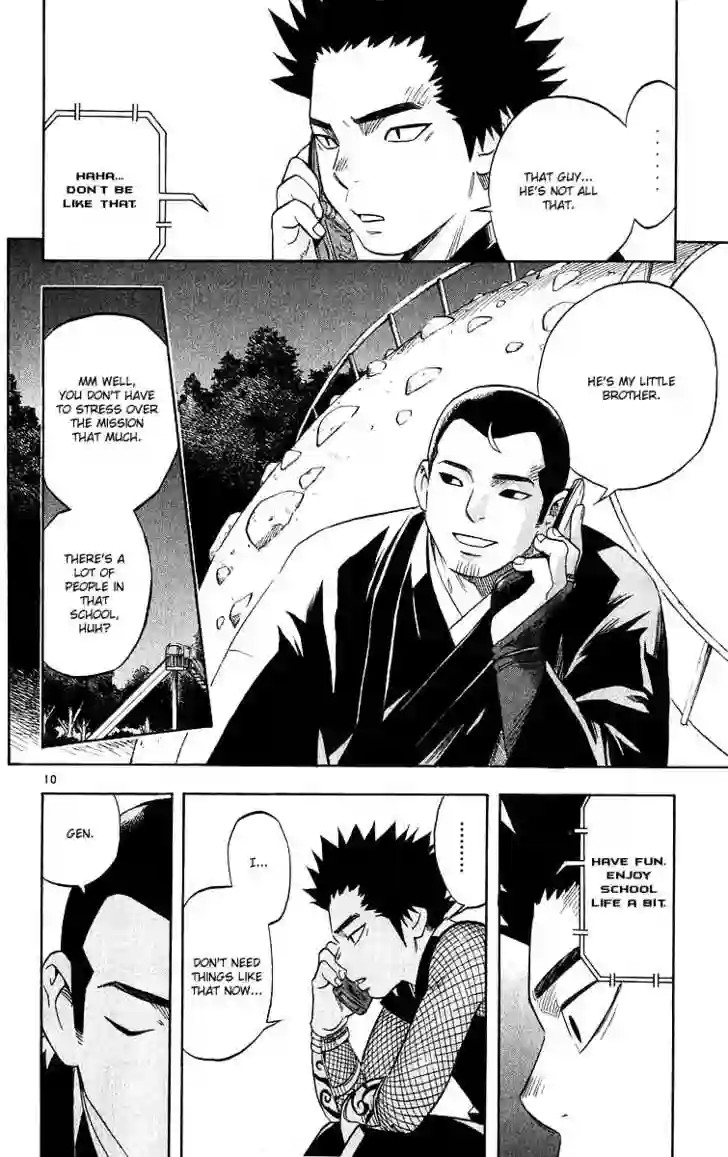 . . . . . .
THAT GUY...
HE'S NOT ALL
THAT.
HAHA...
DON'T BE
LIKE THAT.
HE'S MY LITTLE
BROTHER.
MM WELL,
YOU DON'T HAVE
TO STRESS OVER
THE MISSION
THAT MUCH.
THERE'S A
LOT OF
PEOPLE IN
THAT
SCHOOL,
HUH?
10
HAVE FUN.
ENJOY
SCHOOL
LIFE A BIT.
. . . . . . . .
I...
DON'T NEED
THINGS LIKE
THAT NOW...
GEN.